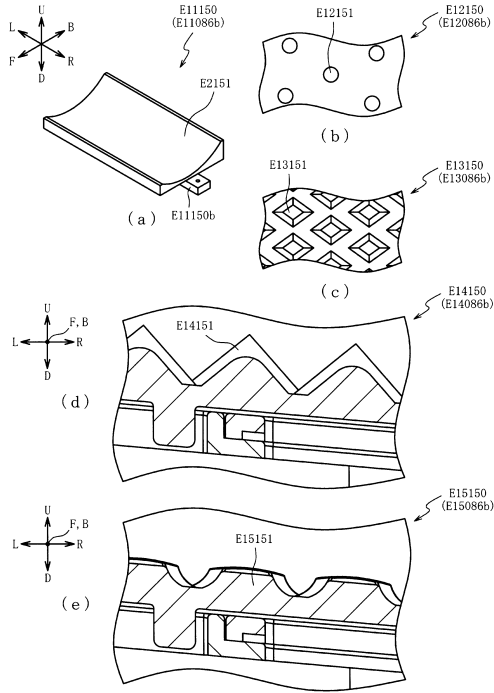 U
L B
F R
D
E11150
(E11086b)
E2151
E11150b
(a)
E12151
E12150
(E12086b)
(b)
E13151
E13150
(E13086b)
(c)
U
F, B
L R
D
E14150
(E14086b)
E14151
(d)
U
F, B
L R
D
E15150
(E15086b)
E15151
(e)